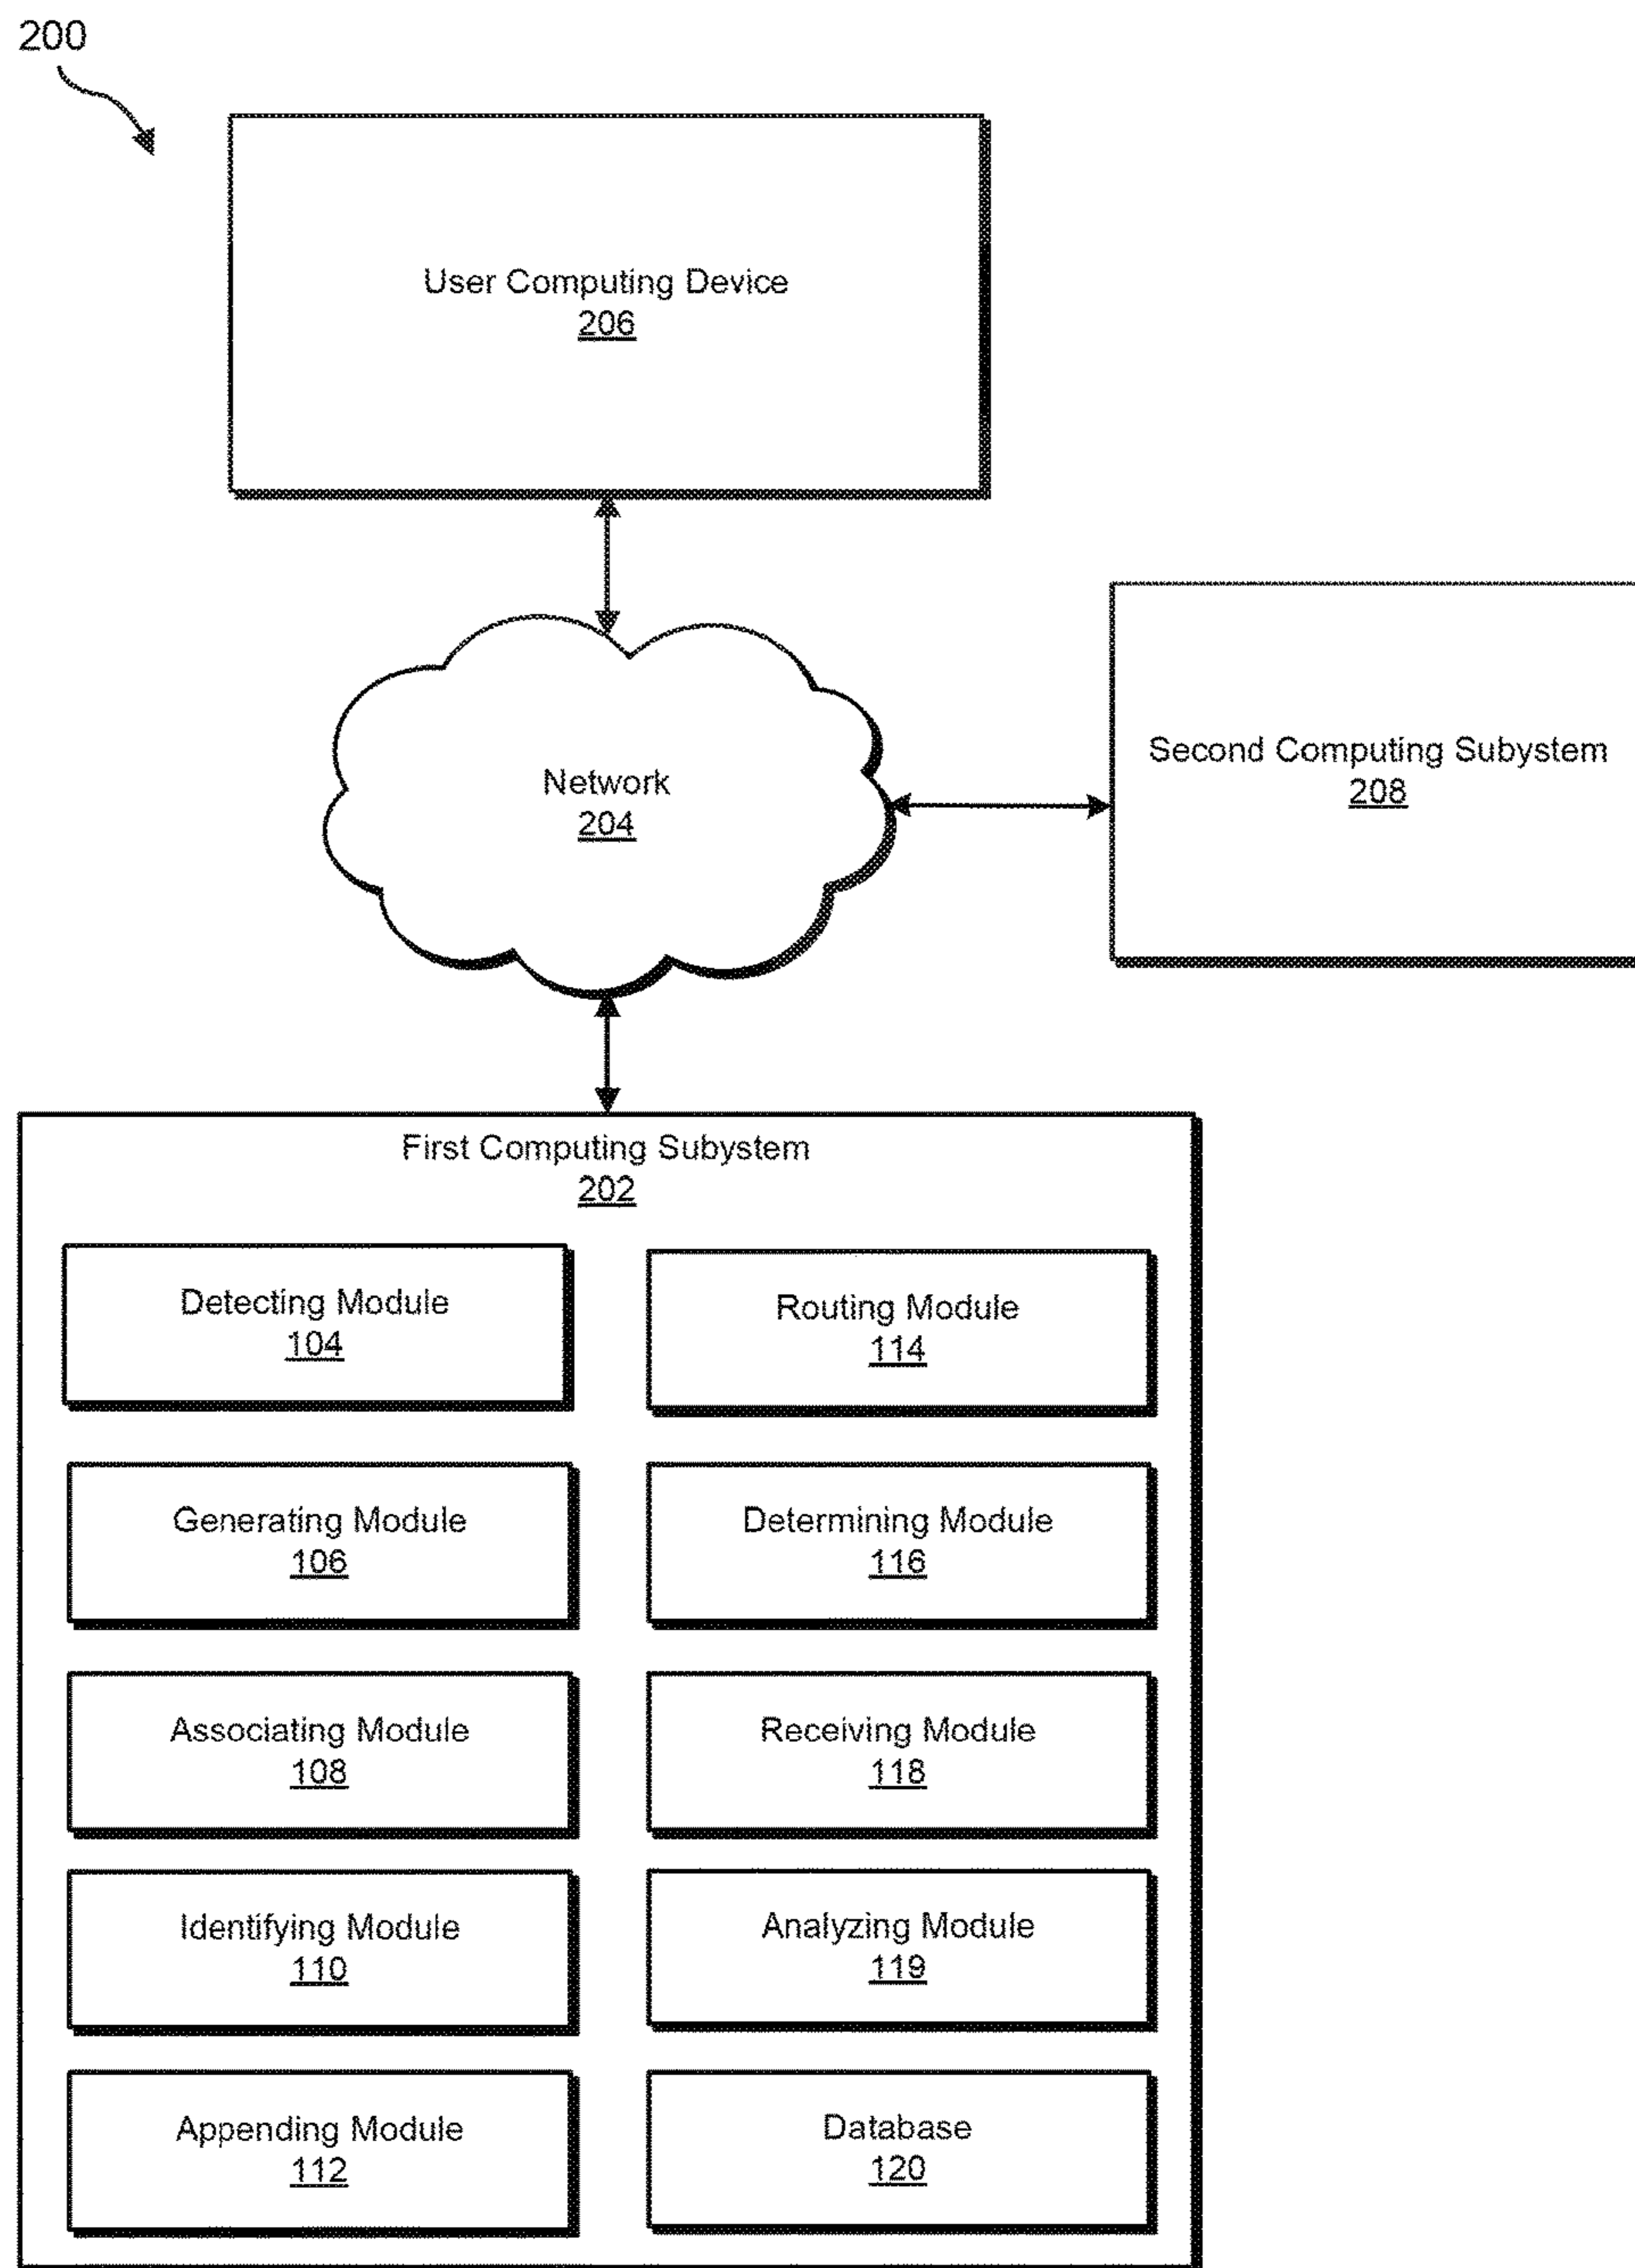 200
User Computing Device
206
Network
204
Second Computing Subystem
208
First Computing Subystem
202
Detecting Module
104
Routing Module
114
Generating Module
106
Determining Module
116
Associating Module
108
Receiving Module
118
Identifying Module
110
Analyzing Module
119
Appending Module
112
Database
120